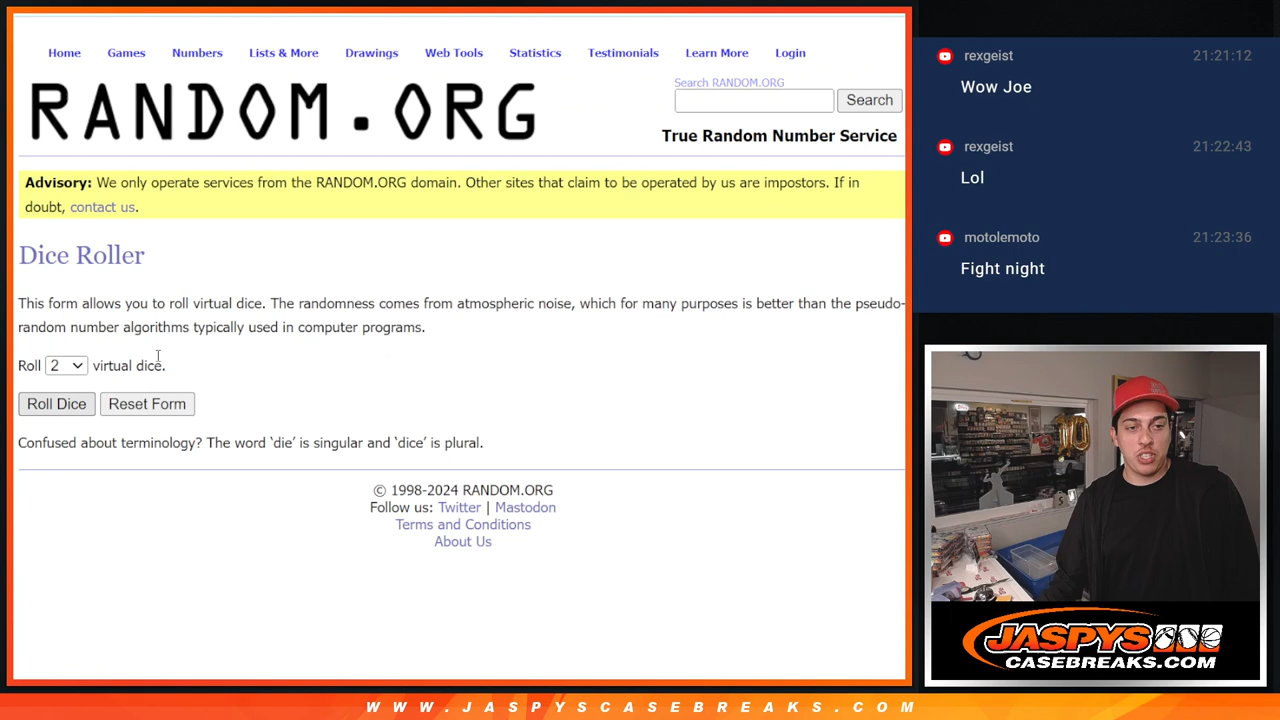 Home Games Numbers Lists & More Drawings Web Tools Statistics Testimonials Learn More Login
RANDOM.ORG
Search RANDOM.ORG
Search
True Random Number Service
Advisory: We only operate services from the RANDOM.ORG domain. Other sites that claim to be operated by us are impostors. If in
doubt, contact us.
Dice Roller
This form allows you to roll virtual dice. The randomness comes from atmospheric noise, which for many purposes is better than the pseudo-
random number algorithms typically used in computer programs.
Roll 2 virtual dice.
Roll Dice Reset Form
Confused about terminology? The word ‘die’ is singular and ‘dice’ is plural.
© 1998-2024 RANDOM.ORG
Follow us: Twitter | Mastodon
Terms and Conditions
About Us
rexgeist 21:21:12
Wow Joe
rexgeist 21:22:43
Lol
motolemoto 21:23:36
Fight night
10
JASPYS
CASEBREAKS.COM
WWW.JASPYSCASEBREAKS.COM